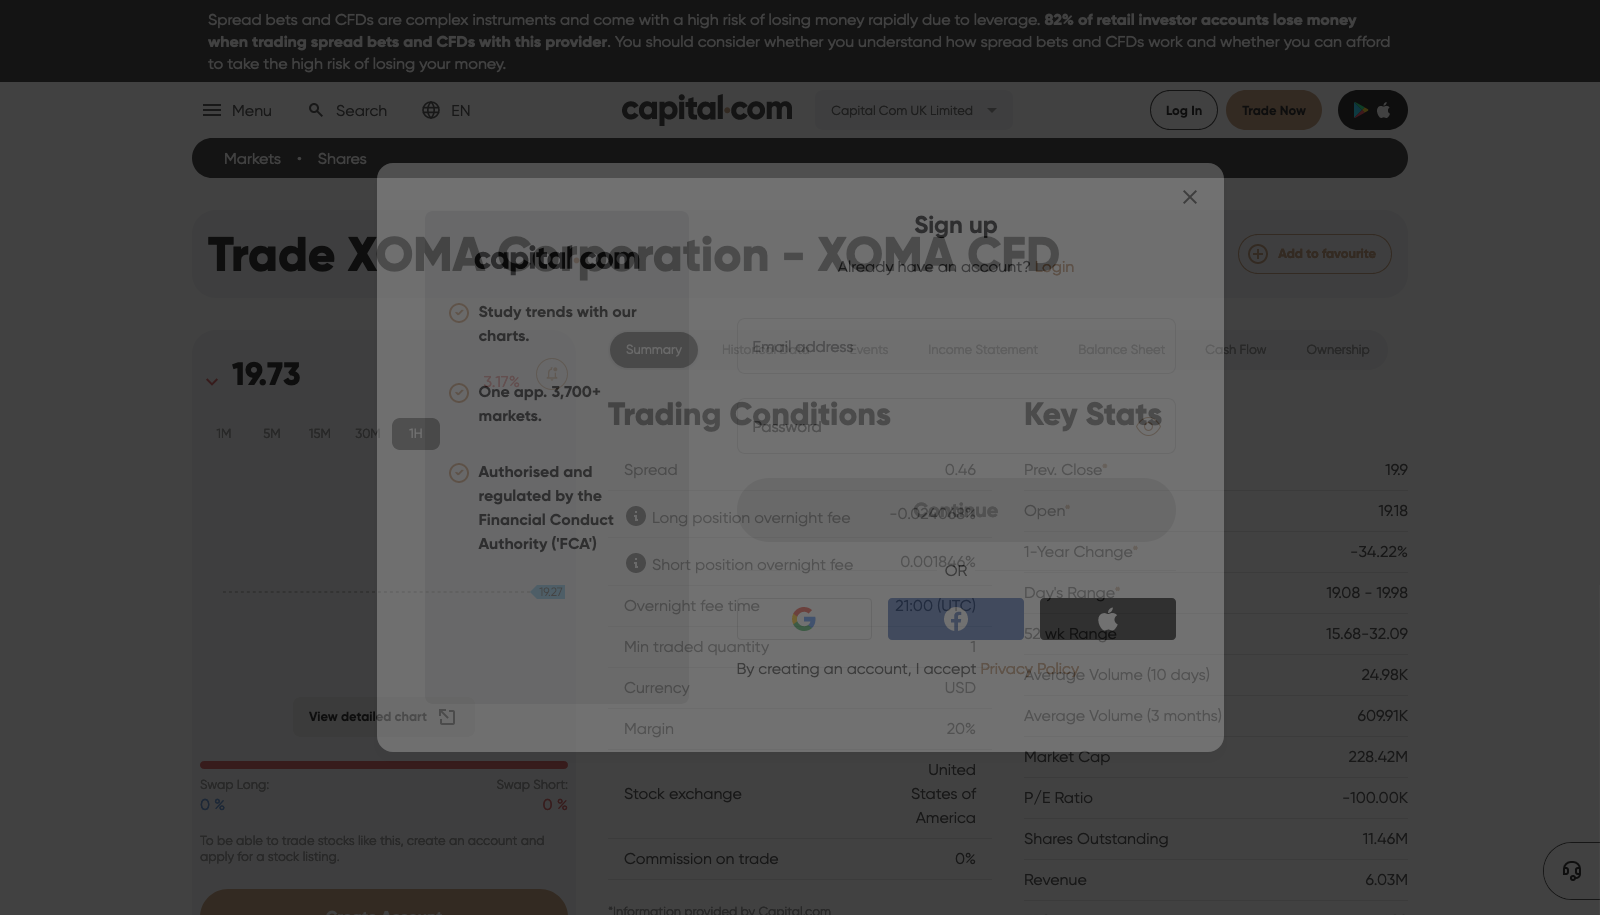 Spread bets and CFDs are complex instruments and come with a high risk of losing money rapidly due to leverage. 82% of retail investor accounts lose money
when trading spread bets and CFDs with this provider. You should consider whether you understand how spread bets and CFDs work and whether you can afford
to take the high risk of losing your money.
Menu
Search
EN
capital.com
Capital Com UK Limited
Log In
Trade Now
Markets • Shares
Trade XOMA Corporation - XOMA CFD
Add to favourite
capital.com
Study trends with our
charts.
One app. 3,700+
markets.
Authorised and
regulated by the
Financial Conduct
Authority ('FCA')
Sign up
Already have an account? Login
Email address
Password
Continue
OR
By creating an account, I accept Privacy Policy
19.73
3.17%
1M
5M
15M
30M
1H
19.27
View detailed chart
Swap Long:
0 %
Swap Short:
0 %
To be able to trade stocks like this, create an account and
apply for a stock listing.
Create Account
Summary
Historical Data
Events
Income Statement
Balance Sheet
Cash Flow
Ownership
Trading Conditions
Spread 0.46
Long position overnight fee -0.024068%
Short position overnight fee 0.001846%
Overnight fee time 21:00 (UTC)
Min traded quantity 1
Currency USD
Margin 20%
Stock exchange United
States of
America
Commission on trade 0%
*Information provided by Capital.com
Key Stats
Prev. Close* 19.9
Open* 19.18
1-Year Change* -34.22%
Day's Range* 19.08 - 19.98
52 wk Range 15.68-32.09
Average Volume (10 days) 24.98K
Average Volume (3 months) 609.91K
Market Cap 228.42M
P/E Ratio -100.00K
Shares Outstanding 11.46M
Revenue 6.03M